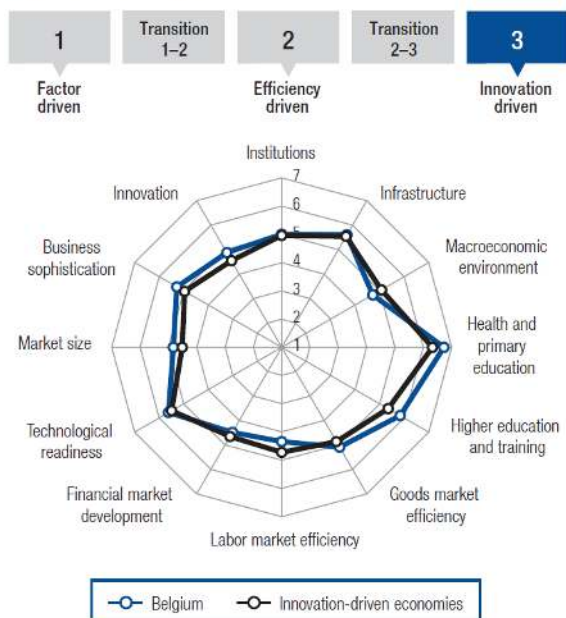 1
Transition
1–2
2
Transition
2–3
3
Factor
driven
Efficiency
driven
Innovation
driven
Institutions
Innovation
Infrastructure
Business
sophistication
Macroeconomic
environment
Market size
Health and
primary
education
Technological
readiness
Higher education
and training
Financial market
development
Goods market
efficiency
Labor market efficiency
7
6
5
4
3
2
1
Belgium
Innovation-driven economies